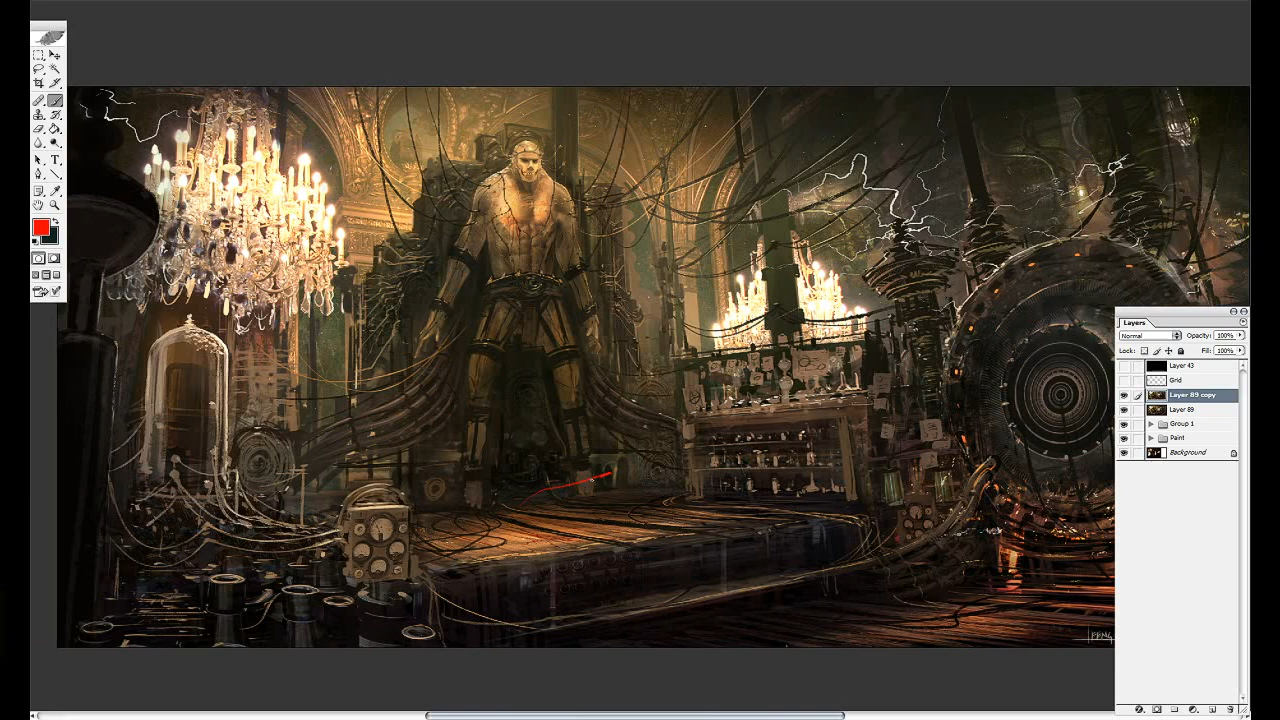 Layers
Normal
Opacity: 100%
Lock:
Fill: 100%
Layer 43
Grid
Layer 89 copy
Layer 89
Group 1
Paint
Background